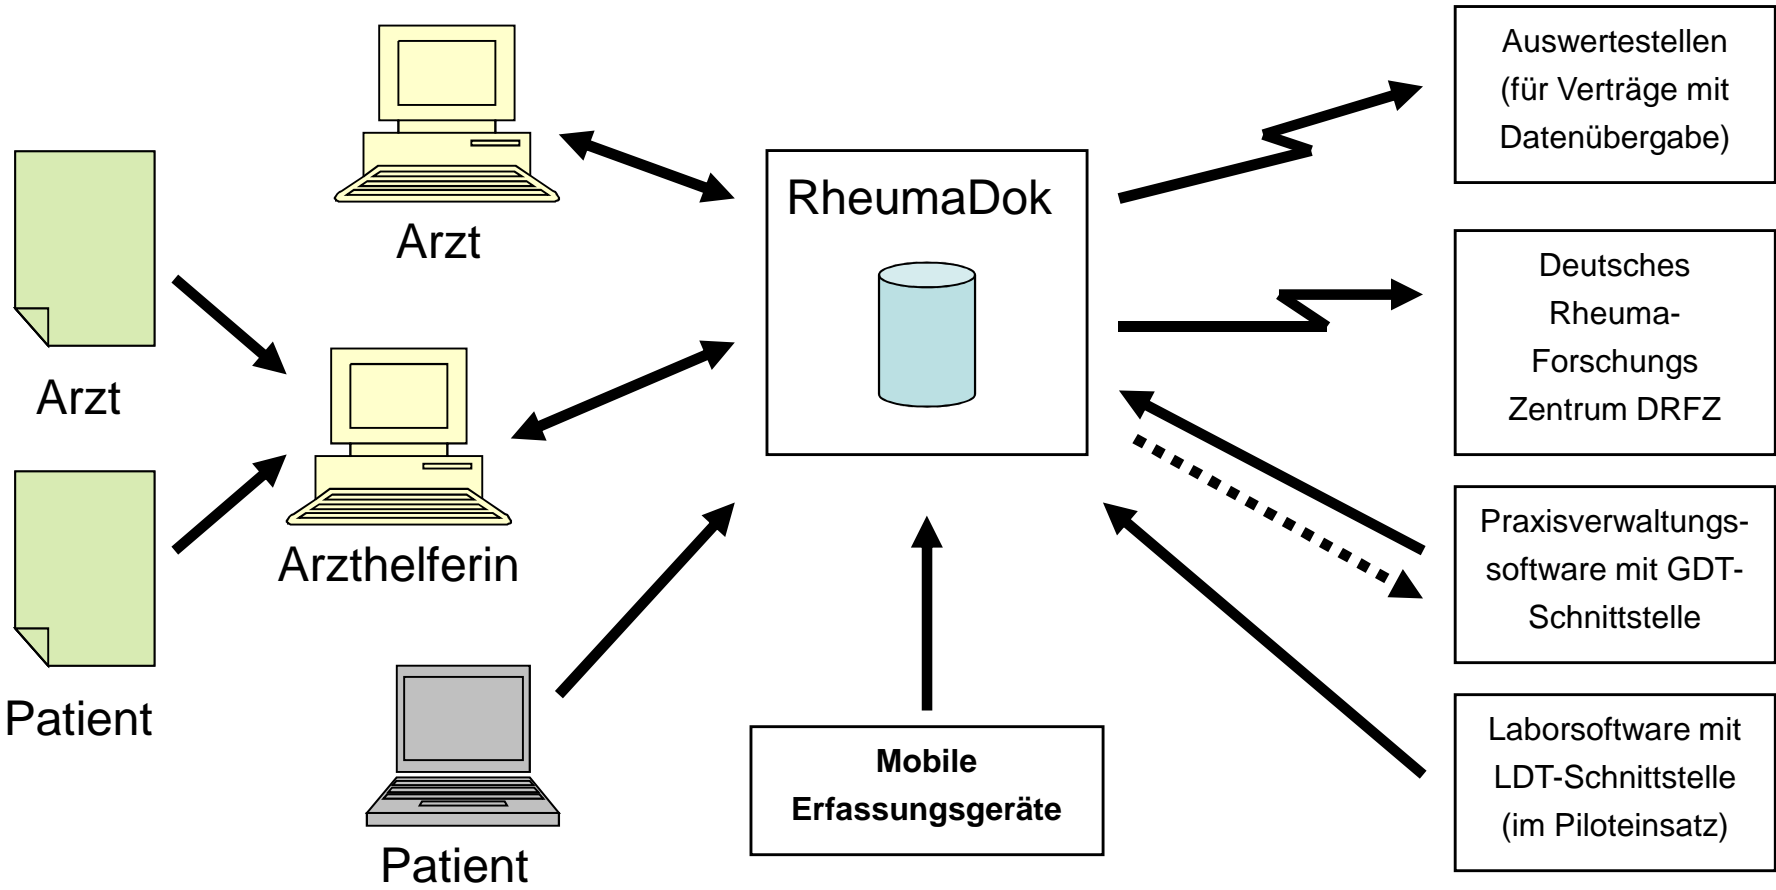 Arzt
Patient
Arzt
Arzthelferin
Patient
RheumaDok
Mobile
Erfassungsgeräte
Auswertestellen
(für Verträge mit
Datenübergabe)
Deutsches
Rheuma-
Forschungs
Zentrum DRFZ
Praxisverwaltungs-
software mit GDT-
Schnittstelle
Laborsoftware mit
LDT-Schnittstelle
(im Piloteinsatz)